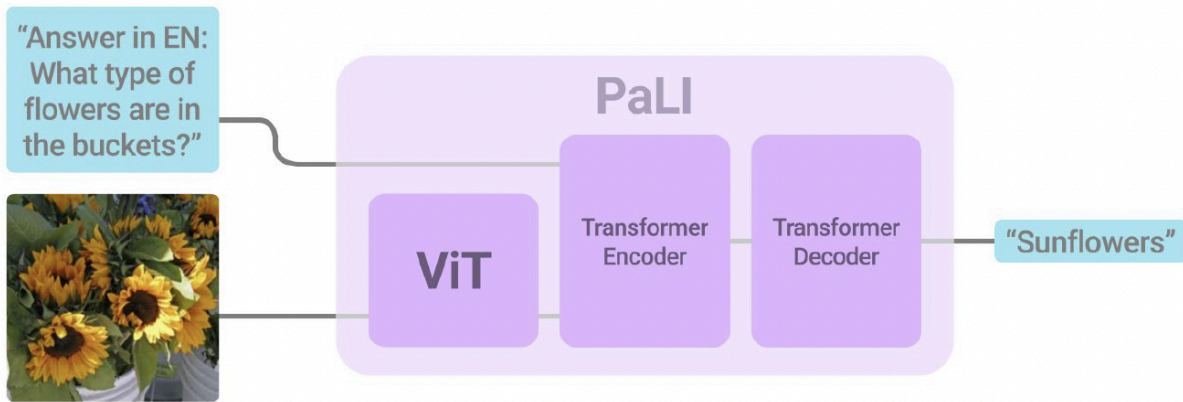 “Answer in EN:
What type of
flowers are in
the buckets?”
PaLI
ViT
Transformer
Encoder
Transformer
Decoder
“Sunflowers”